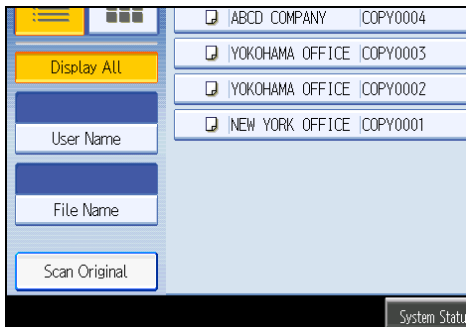 ABCD COMPANY COPY0004
YOKOHAMA OFFICE COPY0003
Display All
YOKOHAMA OFFICE COPY0002
NEW YORK OFFICE COPY0001
User Name
File Name
Scan Original
System Statu